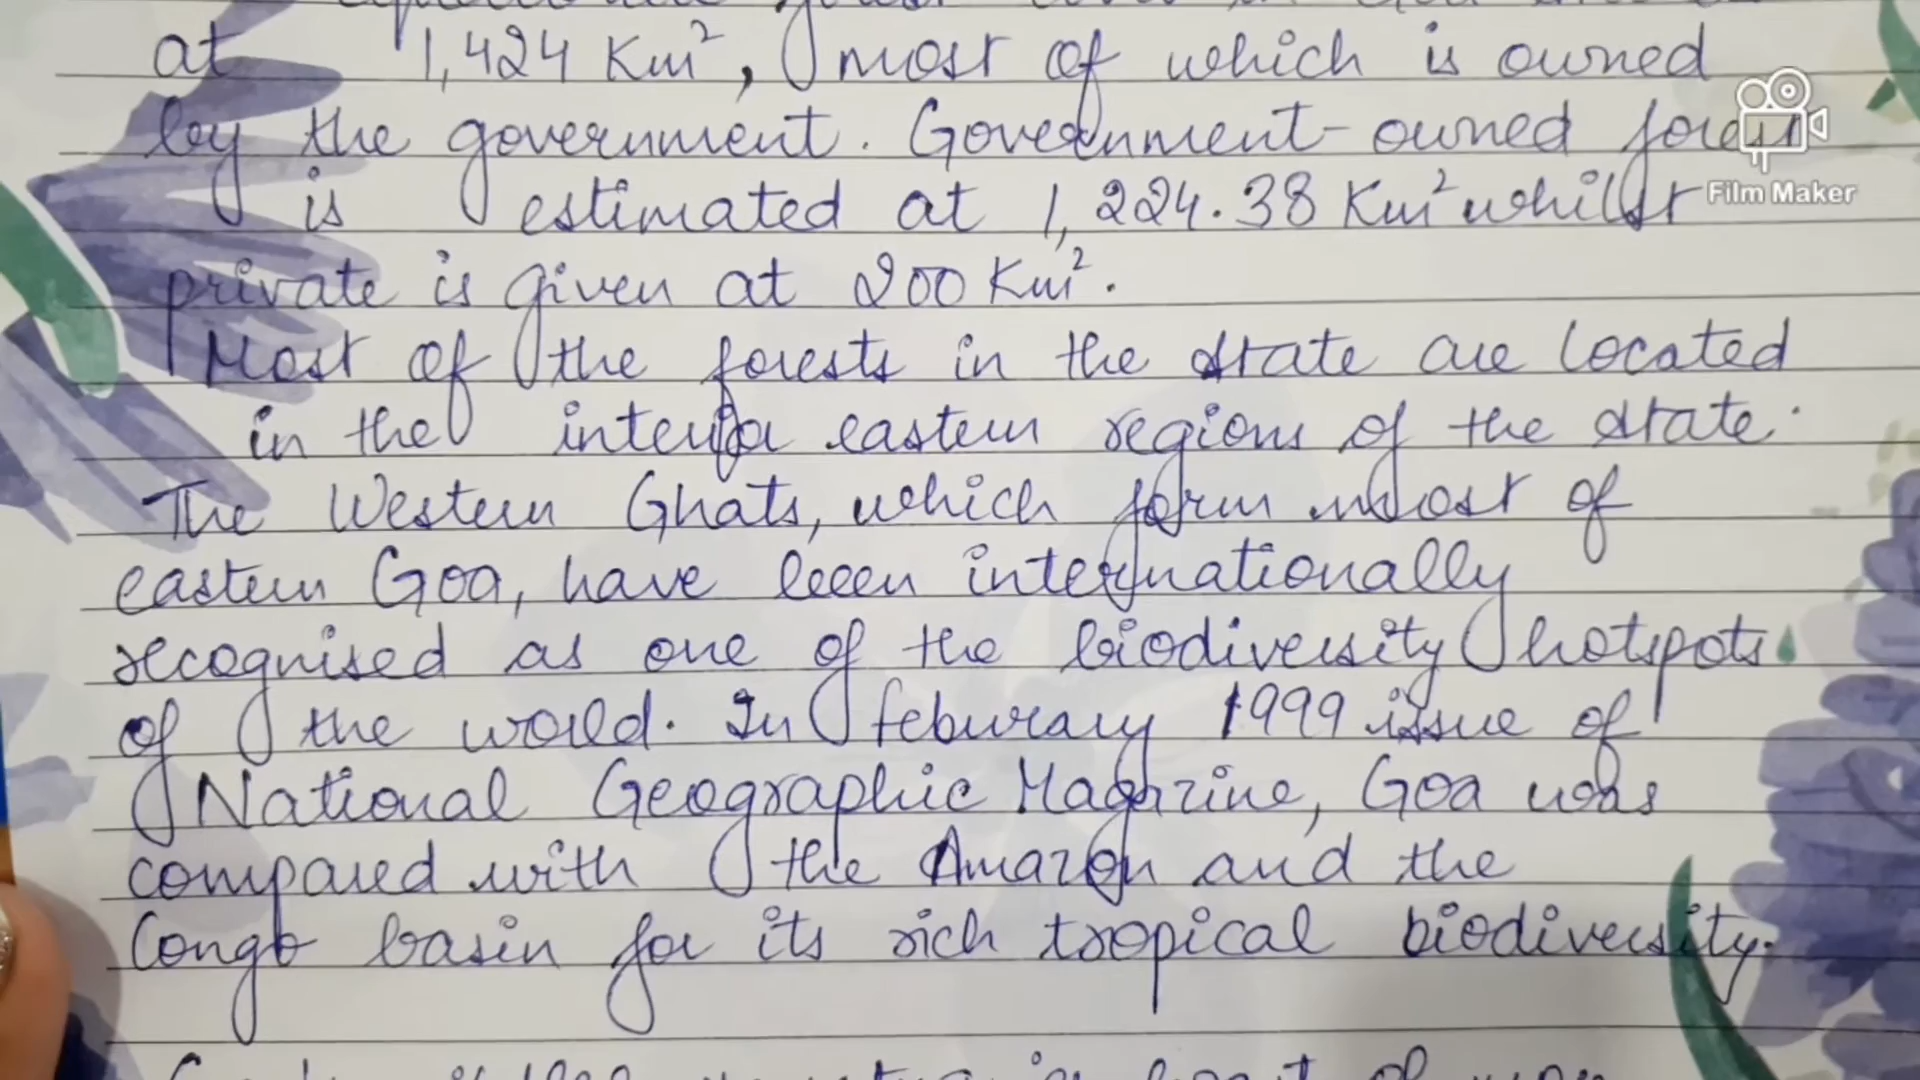 forest cover in Goa
at 1,424 Km², most of which is owned
by the government. Government-owned forest
is estimated at 1,224.38 Km² whilst
private is given at 200 Km².
Most of the forests in the state are located
in the interior eastern regions of the state.
The Western Ghats, which form most of
eastern Goa, have been internationally
recognised as one of the biodiversity hotspots
of the world. In feburary 1999 issue of
National Geographic Magazine, Goa was
compared with the Amazon and the
Congo basin for its rich tropical biodiversity.
Film Maker